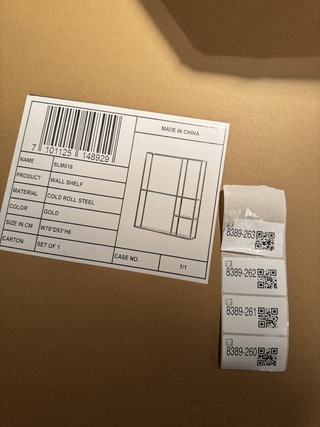 7 101125 148929
MADE IN CHINA
NAME SLM018
PRODUCT WALL SHELF
MATERIAL COLD ROLL STEEL
COLOR GOLD
SIZE IN CM W78*D93*H6
CARTON SET OF 1 CASE NO. 1/1
8389-263
8389-262
8389-261
8389-260